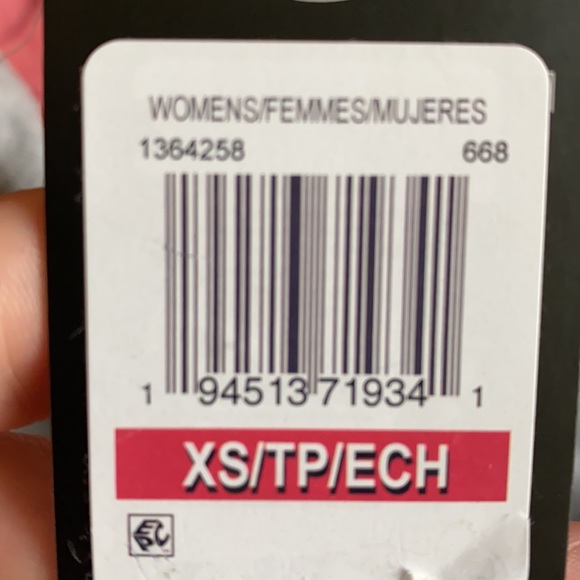 WOMENS/FEMMES/MUJERES
1364258 668
1 94513 71934 1
XS/TP/ECH